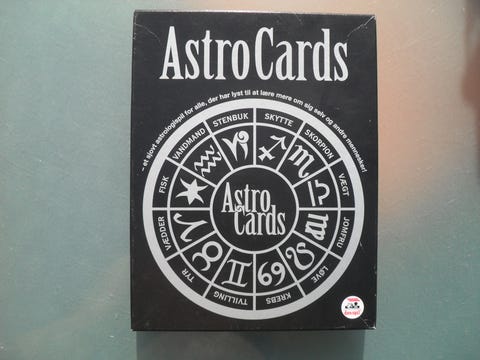 AstroCards
- et sjovt astrologispil for alle, der har lyst til at lære mere om sig selv og andre mennesker!
STENBUK
SKYTTE
SKORPION
VÆGT
JOMFRU
LØVE
KREBS
TVILLING
TYR
VÆDDER
FISK
VANDMAND
Astro
Cards